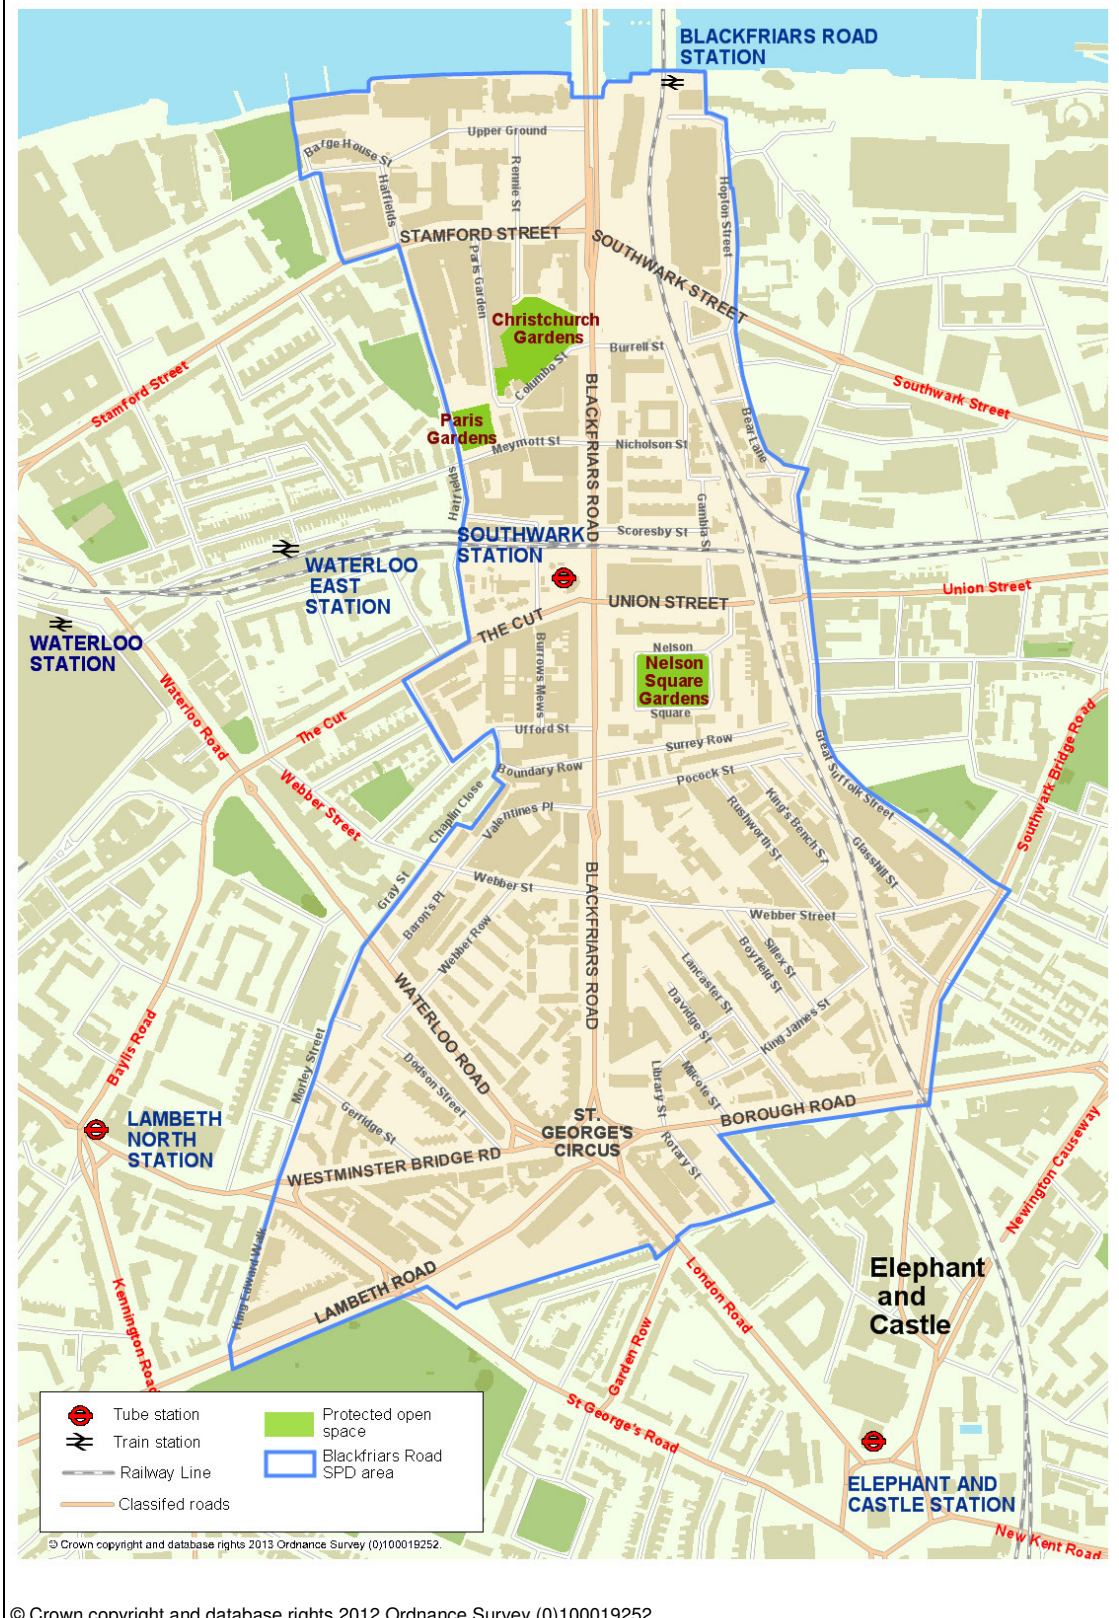 BLACKFRIARS ROAD
STATION
Upper Ground
Barge House St
Hatfields
Rennie St
Hopton Street
STAMFORD STREET
SOUTHWARK STREET
Paris Garden
Christchurch
Gardens
Burrell St
Columbo St
Stamford Street
Southwark Street
BLACKFRIARS ROAD
Bear Lane
Paris
Gardens
Meymott St
Nicholson St
Hatfields
Gambia St
Scoresby St
SOUTHWARK
STATION
WATERLOO
EAST
STATION
Union Street
UNION STREET
THE CUT
WATERLOO
STATION
Burrows Mews
Nelson
Nelson
Square
Gardens
Square
Waterloo Road
The Cut
Ufford St
Surrey Row
Boundary Row
Pocock St
Great Suffolk Street
Southwark Bridge Road
Webber Street
Chaplin Close
Valentines Pl
Rushworth St
King's Bench St
Glasshill St
Gray St
Webber St
Baron's Pl
Webber Row
BLACKFRIARS ROAD
Webber Street
Sillex St
Boyfield St
Lancaster St
Davidge St
King James St
WATERLOO ROAD
Baylis Road
Morley Street
Dodson Street
Library St
Milcote St
Gerridge St
LAMBETH
NORTH
STATION
ST.
GEORGE'S
CIRCUS
BOROUGH ROAD
Rotary St
WESTMINSTER BRIDGE RD
Newington Causeway
King Edward Walk
LAMBETH ROAD
Kennington Road
London Road
Elephant
and
Castle
Garden Row
St George's Road
ELEPHANT AND
CASTLE STATION
New Kent Road
Tube station
Train station
Railway Line
Classifed roads
Protected open
space
Blackfriars Road
SPD area
© Crown copyright and database rights 2013 Ordnance Survey (0)100019252.
© Crown copyright and database rights 2012 Ordnance Survey (0)100019252